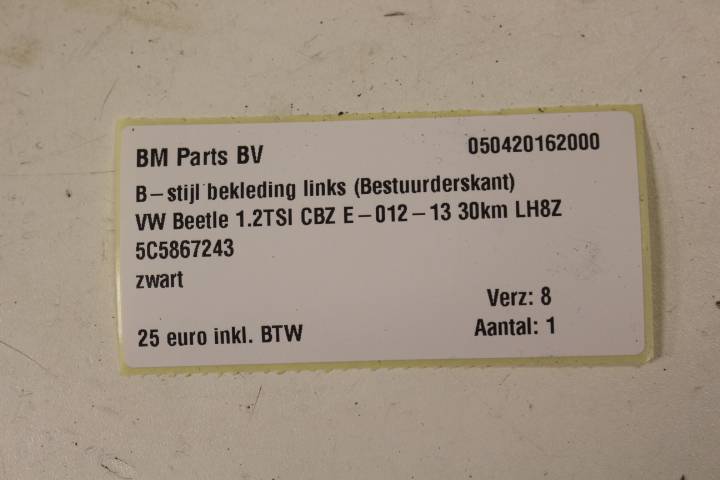 BM Parts BV 050420162000
B-stijl bekleding links (Bestuurderskant)
VW Beetle 1.2TSI CBZ E-012-13 30km LH8Z
5C5867243
zwart
Verz: 8
25 euro inkl. BTW Aantal: 1